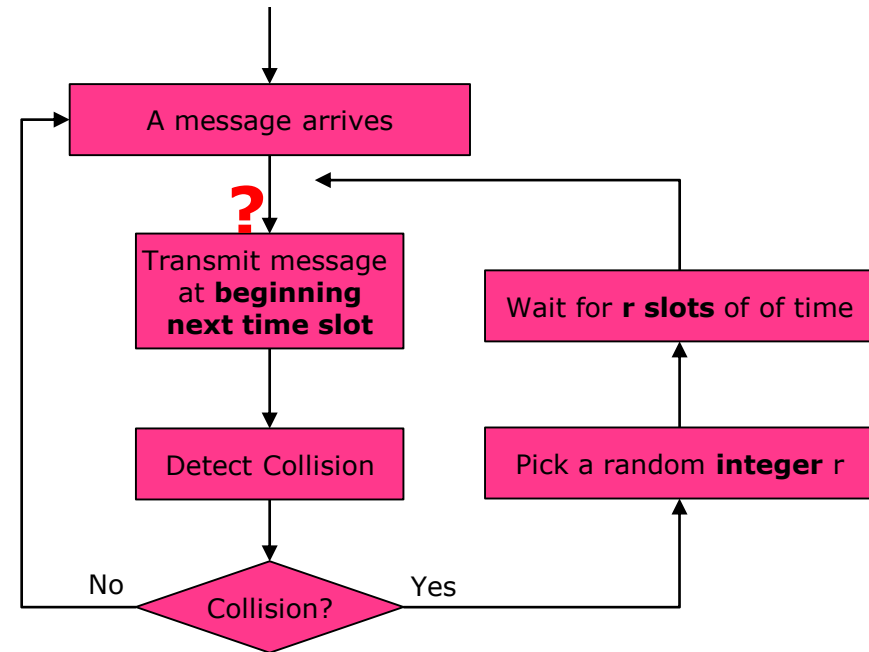 A message arrives
?
Transmit message
at beginning
next time slot
Wait for r slots of of time
Detect Collision
Pick a random integer r
No
Yes
Collision?